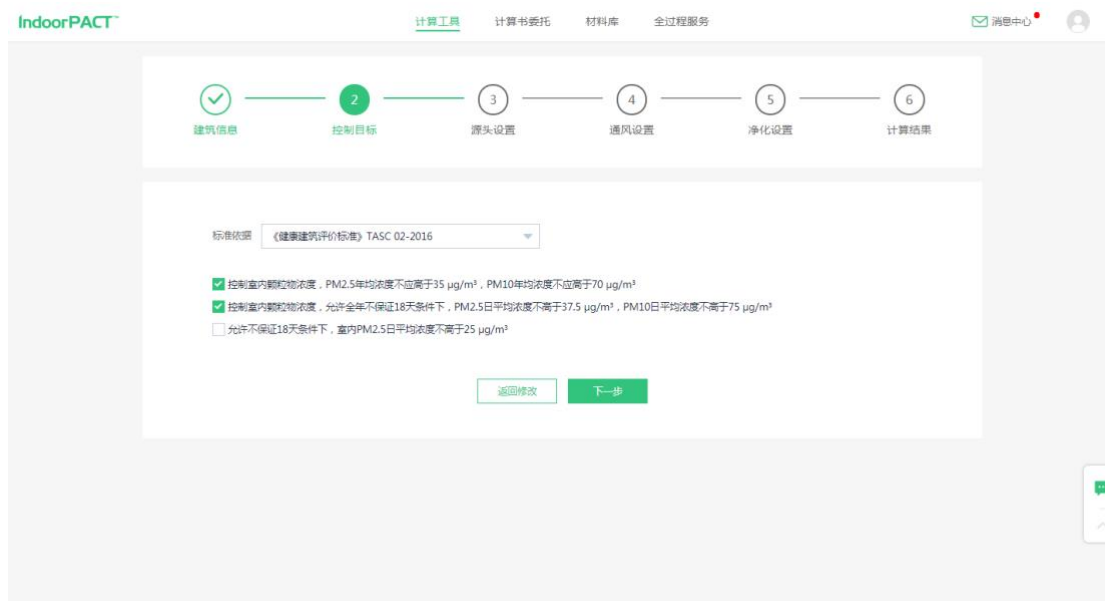 IndoorPACT™
计算工具 计算书委托 材料库 全过程服务
消息中心
2 3 4 5 6
建筑信息 控制目标 源头设置 通风设置 净化设置 计算结果
标准依据 《健康建筑评价标准》TASC 02-2016
控制室内颗粒物浓度，PM2.5年均浓度不应高于35 μg/m³，PM10年均浓度不应高于70 μg/m³
控制室内颗粒物浓度，允许全年不保证18天条件下，PM2.5日平均浓度不高于37.5 μg/m³，PM10日平均浓度不高于75 μg/m³
允许不保证18天条件下，室内PM2.5日平均浓度不高于25 μg/m³
返回修改 下一步